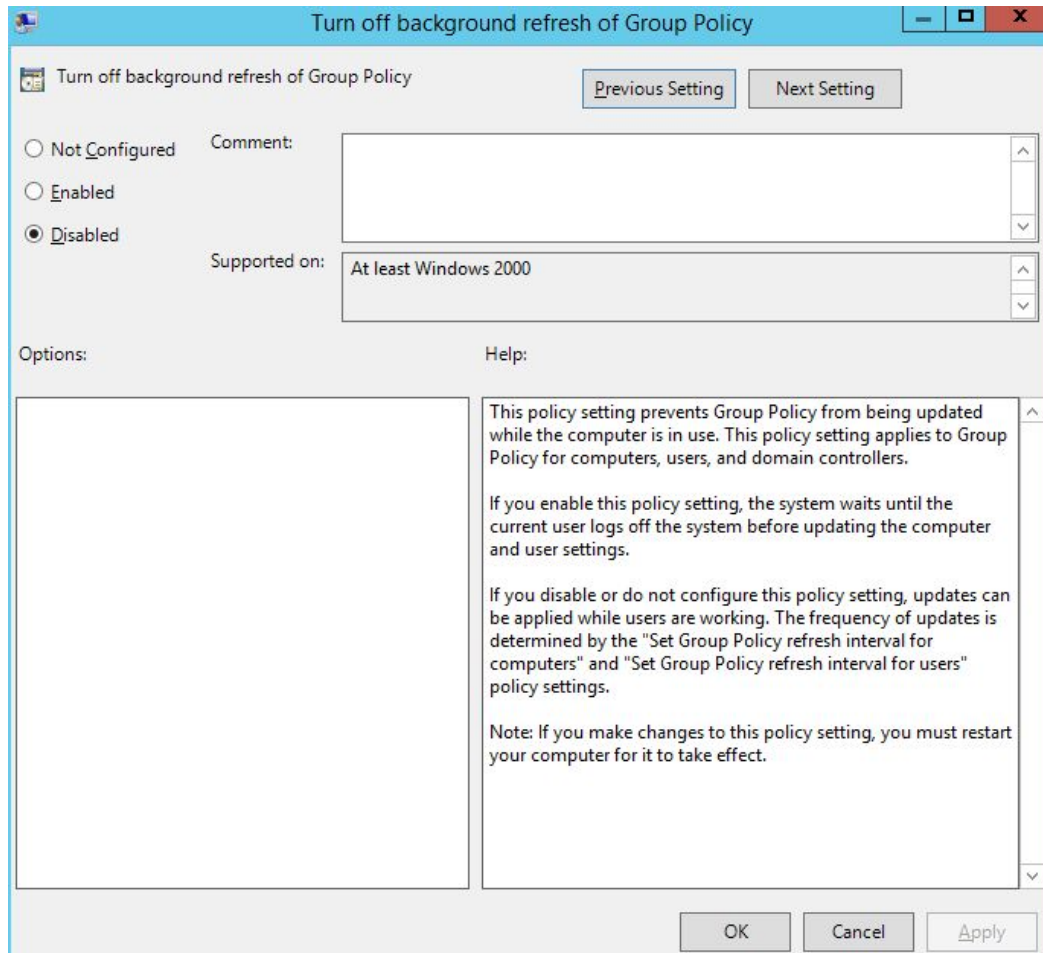 Turn off background refresh of Group Policy
Turn off background refresh of Group Policy
Previous Setting
Next Setting
Not Configured
Comment:
Enabled
Disabled
Supported on:
At least Windows 2000
Options:
Help:
This policy setting prevents Group Policy from being updated
while the computer is in use. This policy setting applies to Group
Policy for computers, users, and domain controllers.
If you enable this policy setting, the system waits until the
current user logs off the system before updating the computer
and user settings.
If you disable or do not configure this policy setting, updates can
be applied while users are working. The frequency of updates is
determined by the "Set Group Policy refresh interval for
computers" and "Set Group Policy refresh interval for users"
policy settings.
Note: If you make changes to this policy setting, you must restart
your computer for it to take effect.
OK
Cancel
Apply